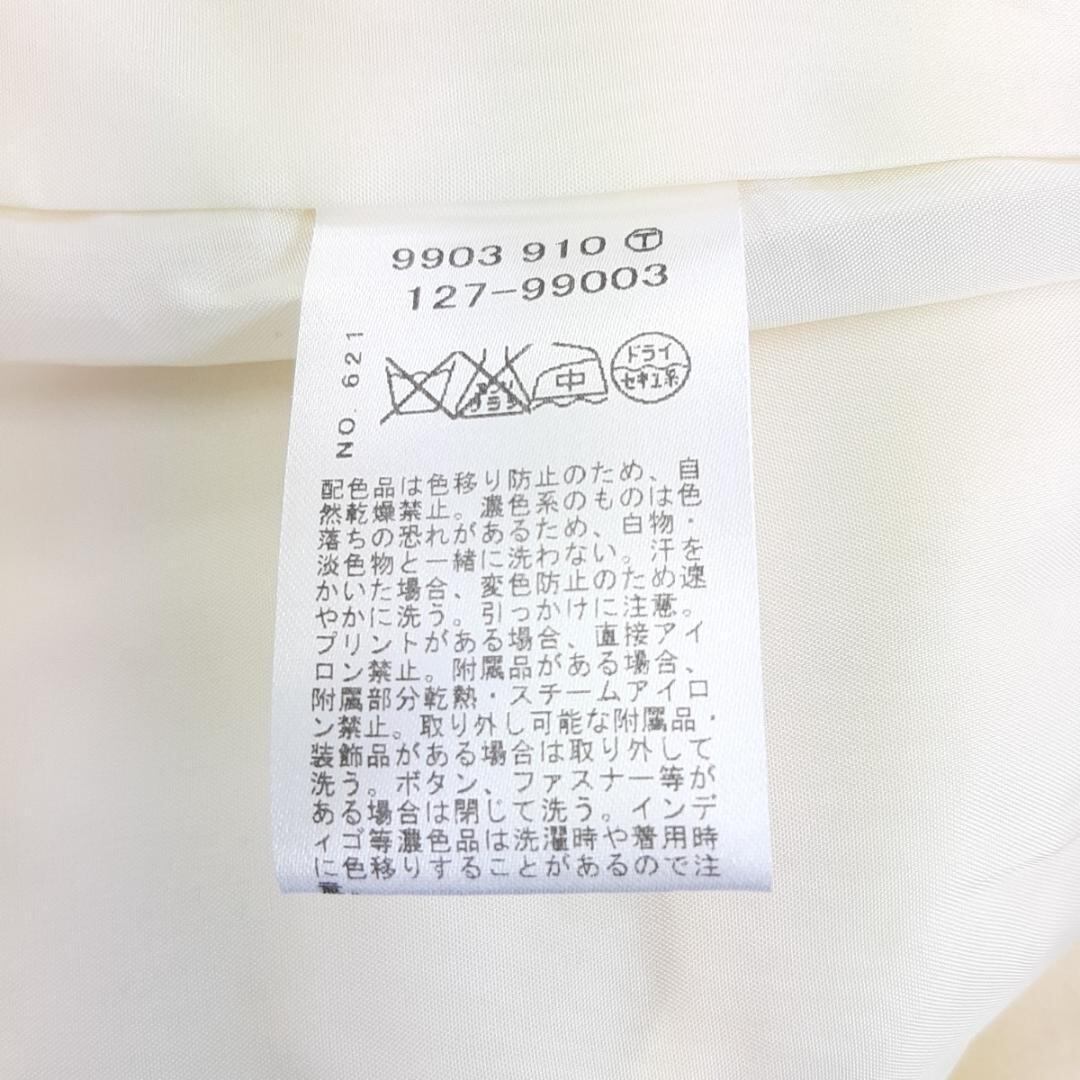 9903 910 Ⓣ
127-99003
NO. 621
エンソ
サラシ
中
ドライ
セキユ系
配色品は色移り防止のため、自
然乾燥禁止。濃色系のものは色
落ちの恐れがあるため、白物・
淡色物と一緒に洗わない。汗を
かいた場合、変色防止のため速
やかに洗う。引っかけに注意。
プリントがある場合、直接アイ
ロン禁止。附属品がある場合、
附属部分乾熱・スチームアイロ
ン禁止。取り外し可能な附属品・
装飾品がある場合は取り外して
洗う。ボタン、ファスナー等が
ある場合は閉じて洗う。インデ
ィゴ等濃色品は洗濯時や着用時
に色移りすることがあるので注
意。